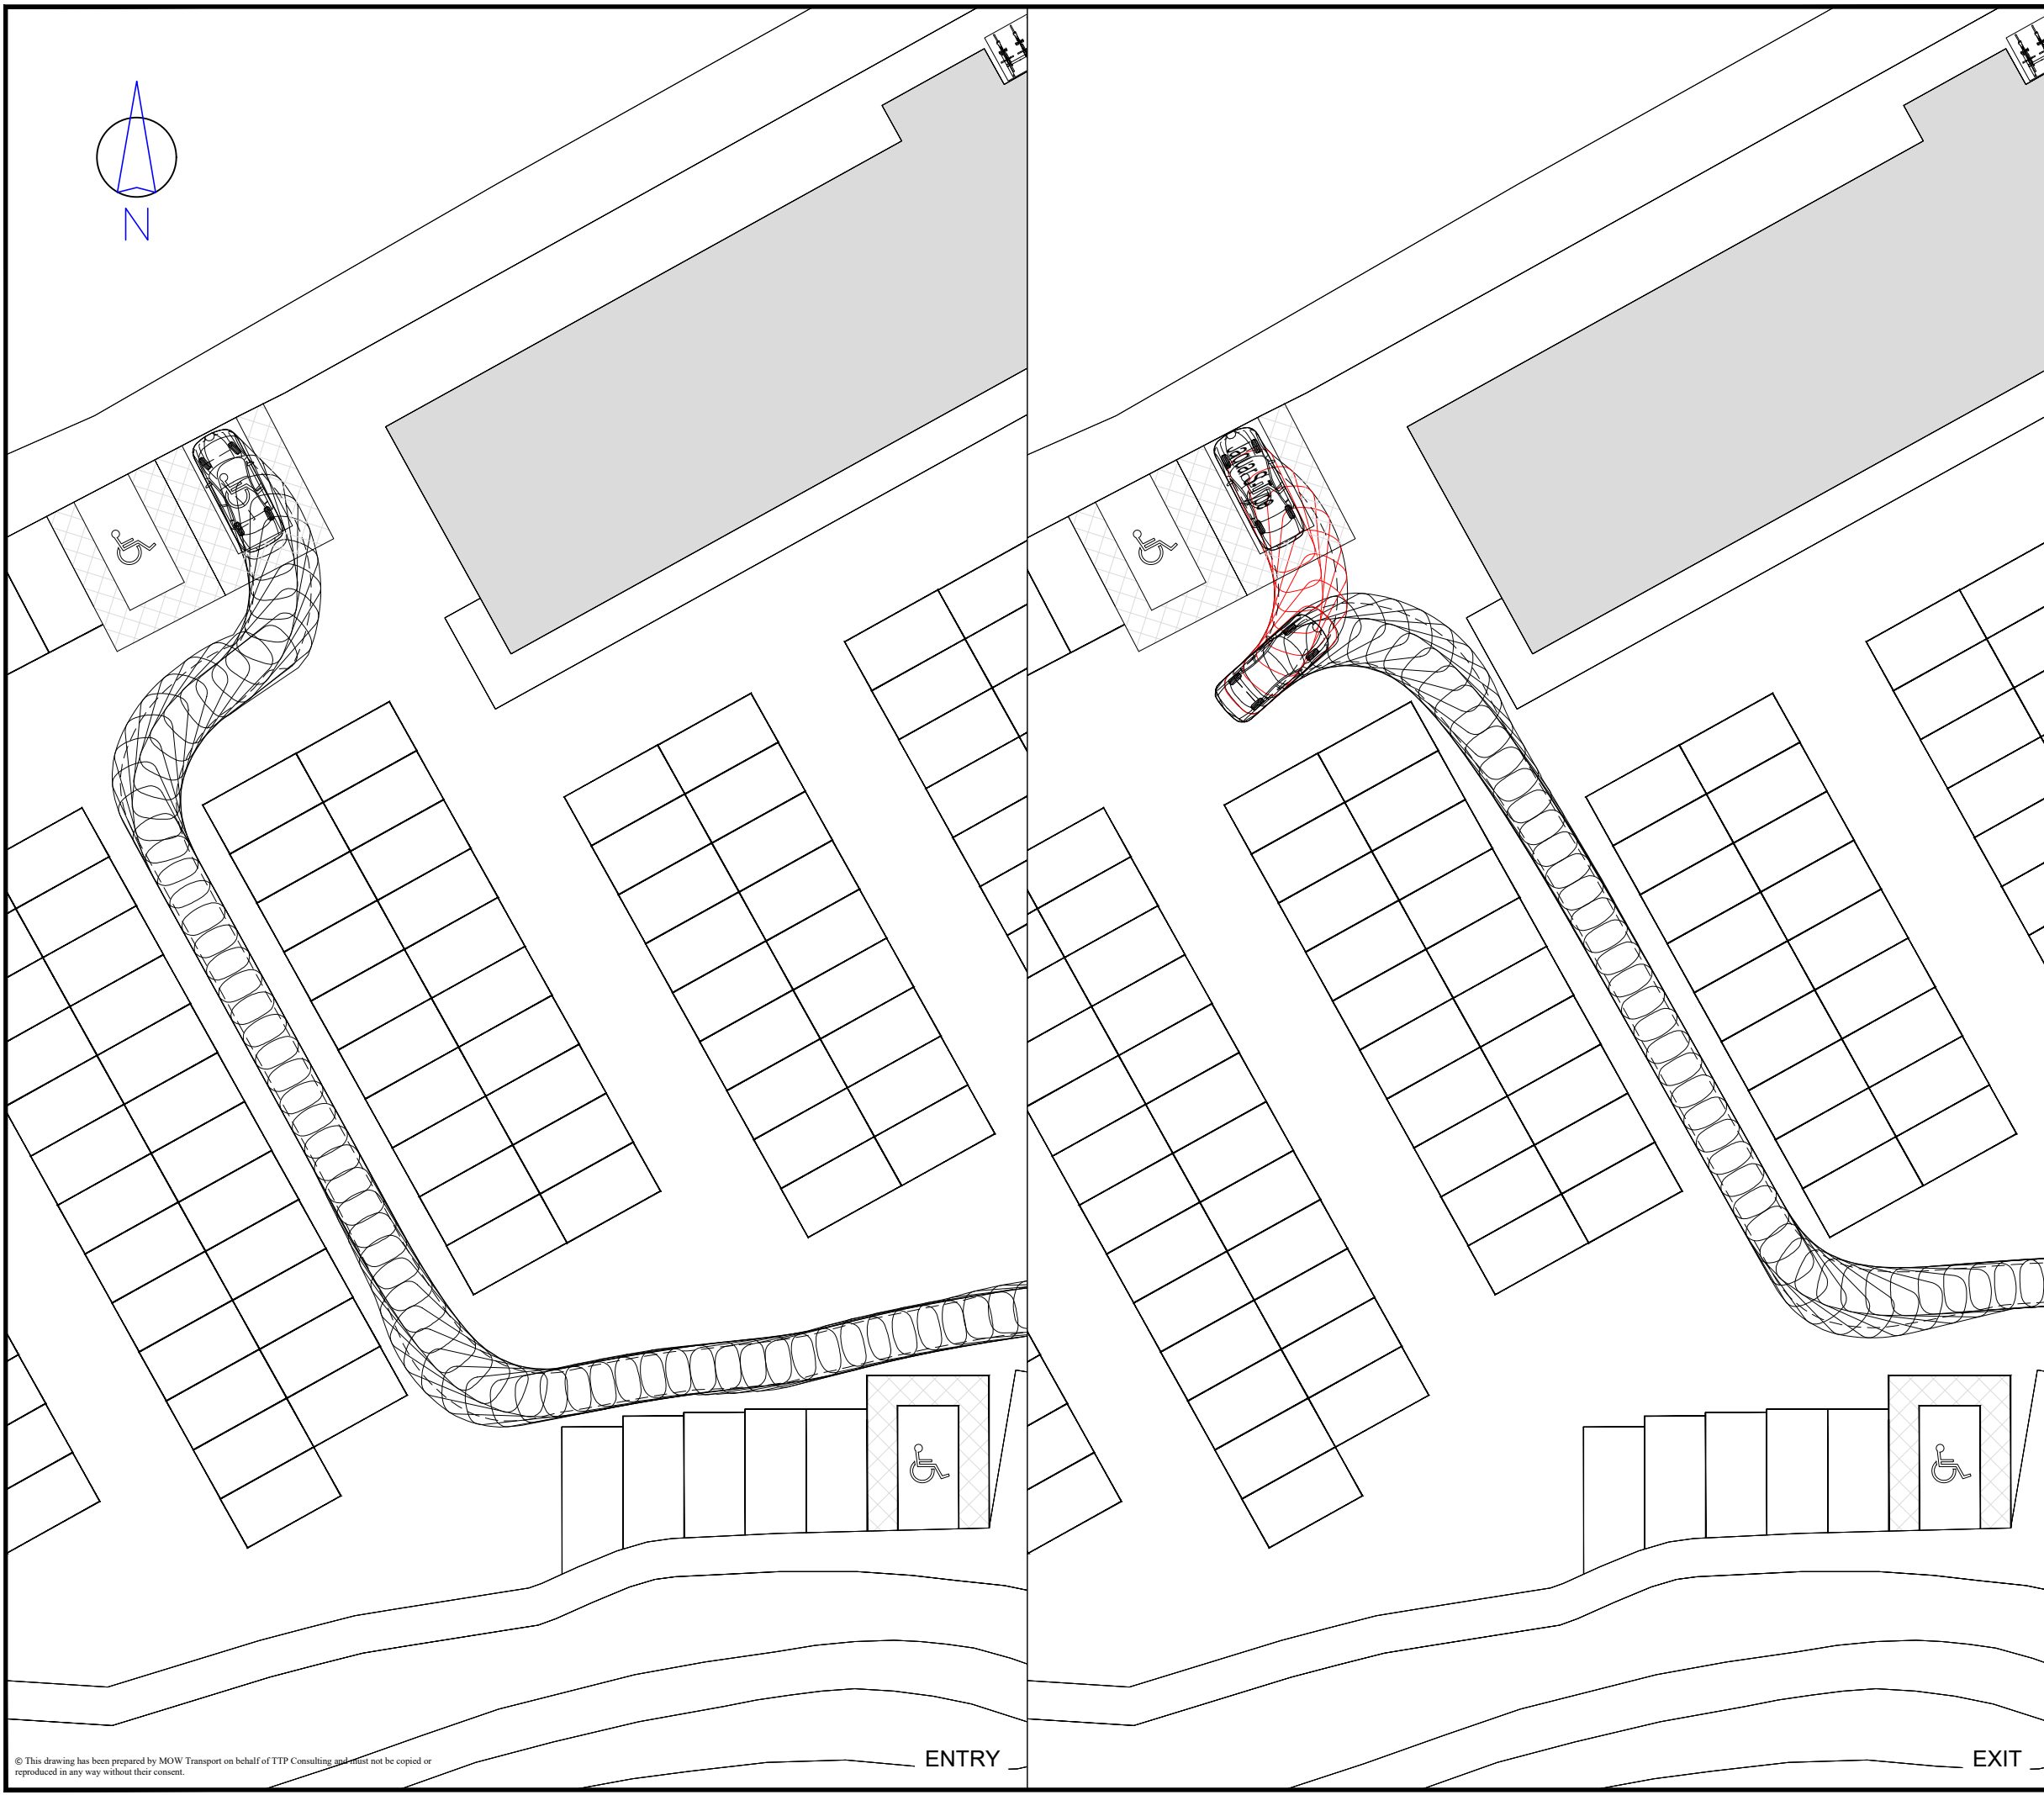 N
© This drawing has been prepared by MOW Transport on behalf of TTP Consulting and must not be copied or
reproduced in any way without their consent.
ENTRY
EXIT